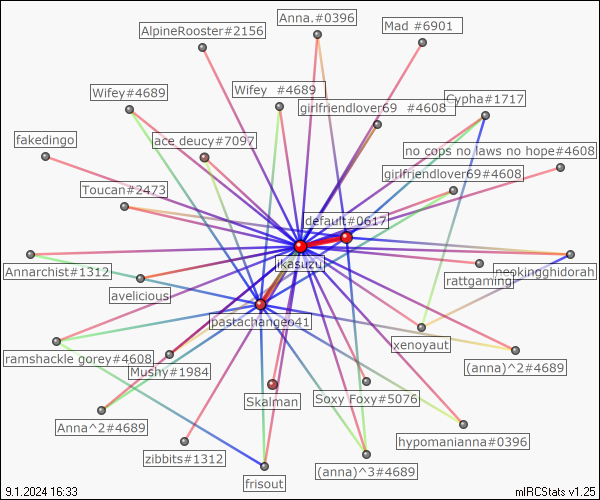 Anna.#0396
Mad #6901
AlpineRooster#2156
Wifey#4689
Wifey #4689
Cypha#1717
girlfriendlover69 #4608
fakedingo
ace deucy#7097
no cops no laws no hope#4608
girlfriendlover69#4608
Toucan#2473
default#0617
ikasuzu
Annarchist#1312
neokingghidorah
rattgaming
avelicious
pastachangeo41
xenoyaut
ramshackle gorey#4608
Mushy#1984
(anna)^2#4689
Skalman
Soxy Foxy#5076
Anna^2#4689
hypomanianna#0396
zibbits#1312
(anna)^3#4689
frisout
9.1.2024 16:33
mIRCStats v1.25